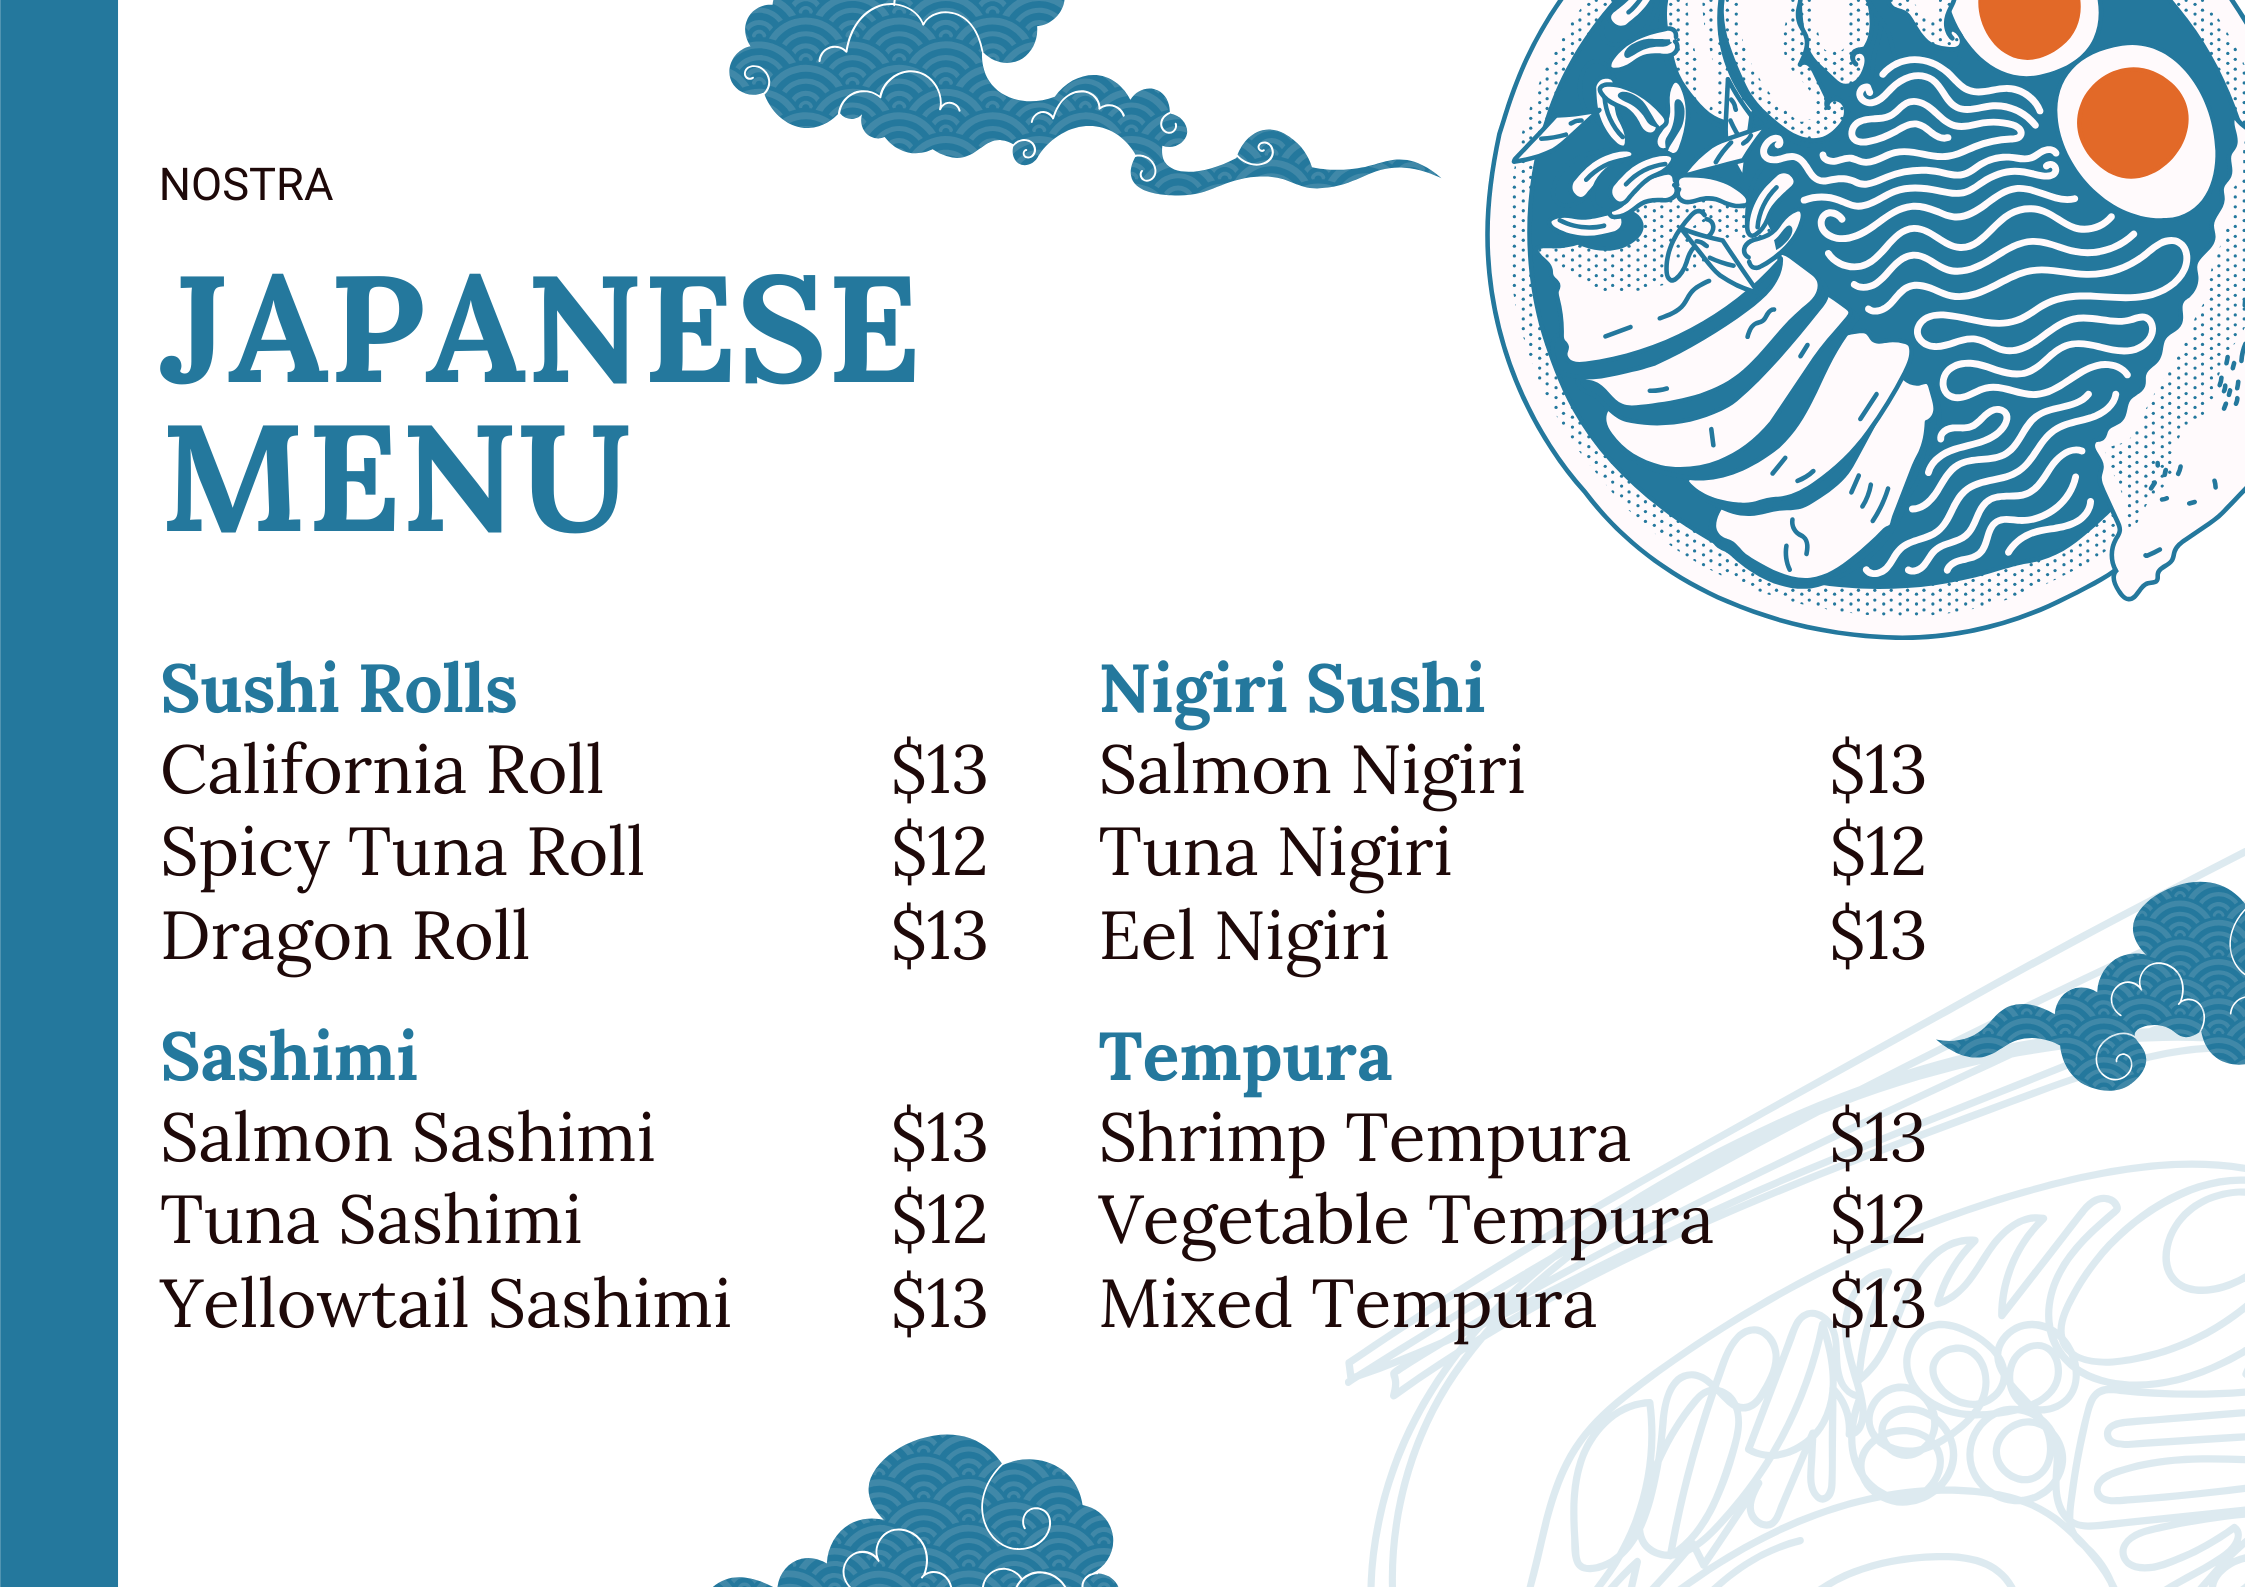 NOSTRA
JAPANESE
MENU
Sushi Rolls
California Roll $13
Spicy Tuna Roll $12
Dragon Roll $13
Sashimi
Salmon Sashimi $13
Tuna Sashimi $12
Yellowtail Sashimi $13
Nigiri Sushi
Salmon Nigiri $13
Tuna Nigiri $12
Eel Nigiri $13
Tempura
Shrimp Tempura $13
Vegetable Tempura $12
Mixed Tempura $13